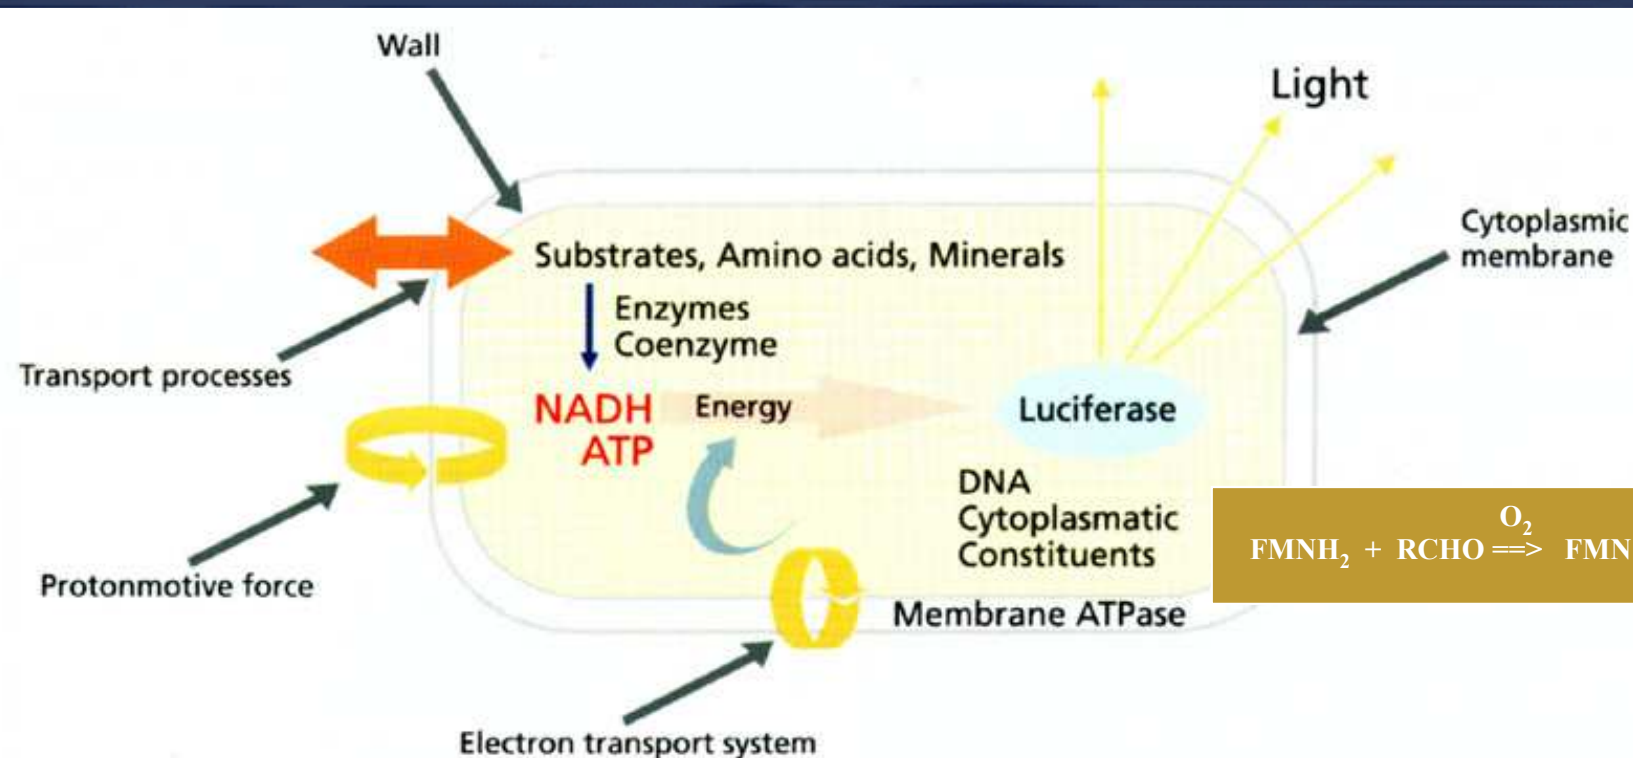 Wall
Light
Cytoplasmic
membrane
Substrates, Amino acids, Minerals
Enzymes
Coenzyme
Transport processes
NADH
ATP
Energy
Luciferase
DNA
Cytoplasmatic
Constituents
O₂
FMNH₂ + RCHO ==> FMN
Protonmotive force
Membrane ATPase
Electron transport system